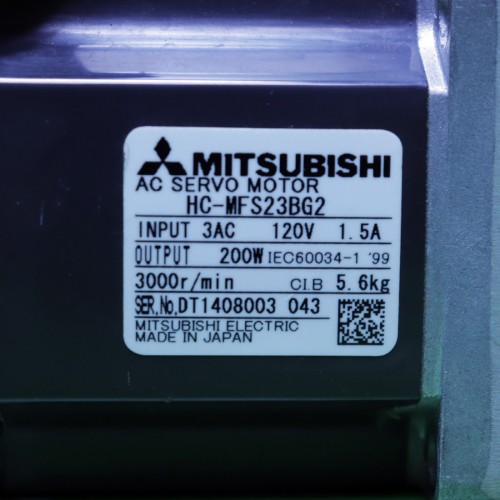 MITSUBISHI
AC SERVO MOTOR
HC-MFS23BG2
INPUT 3AC 120V 1.5A
OUTPUT 200W IEC60034-1 '99
3000r/min CI.B 5.6kg
SER.No.DT1408003 043
MITSUBISHI ELECTRIC
MADE IN JAPAN